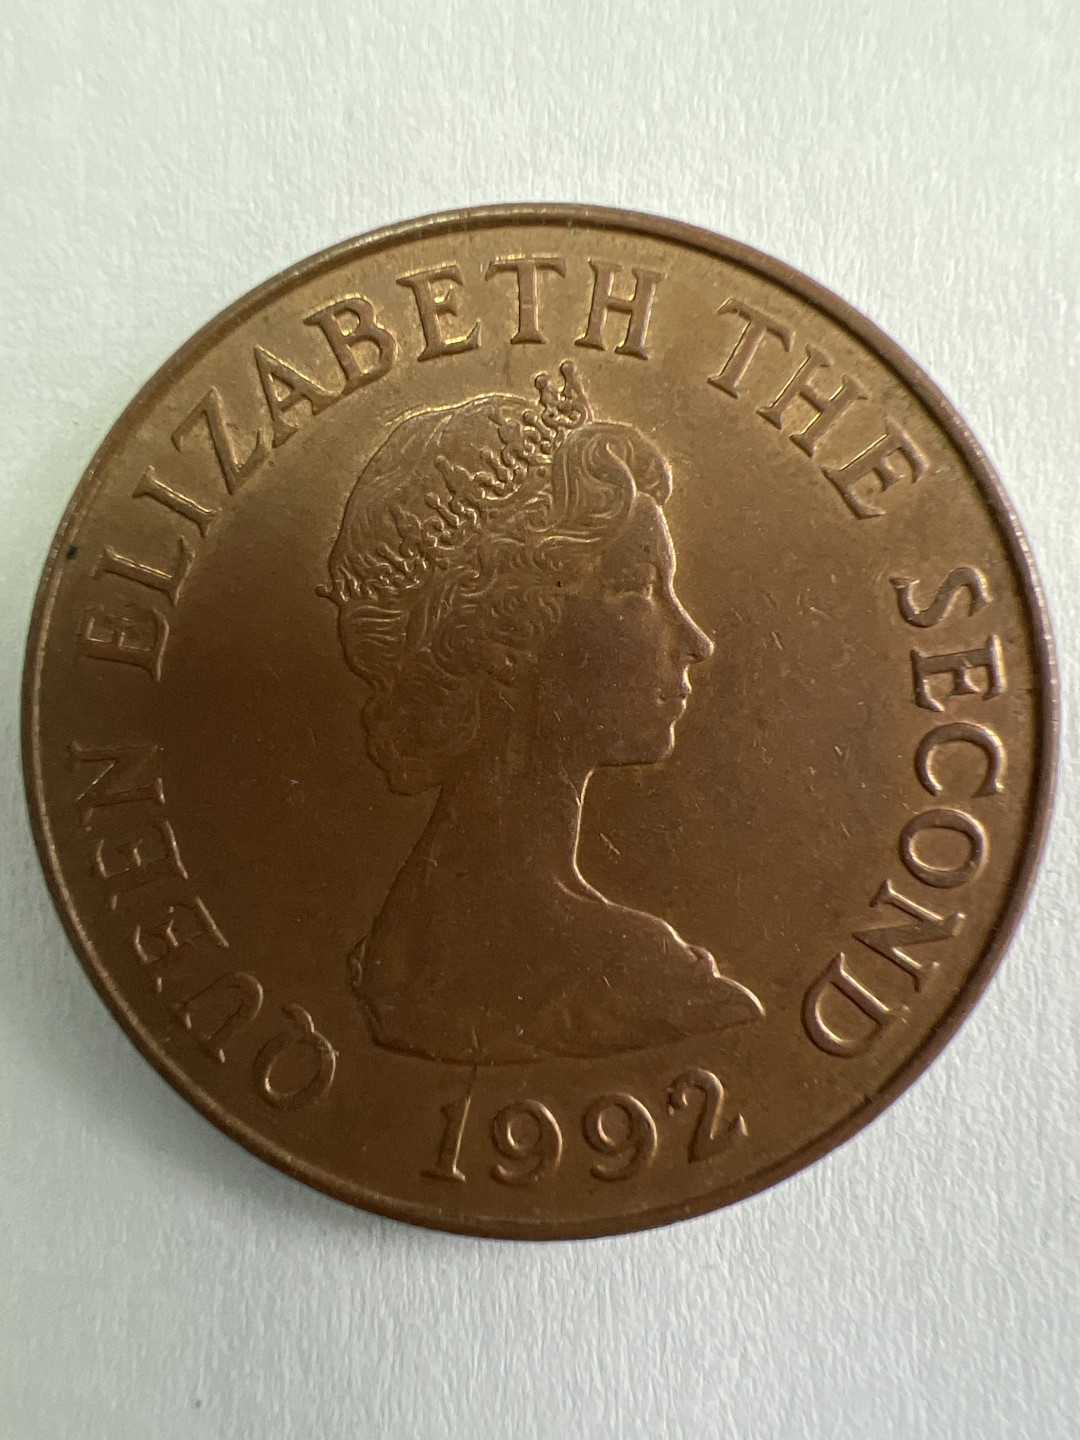 QUEEN ELIZABETH THE SECOND
1992